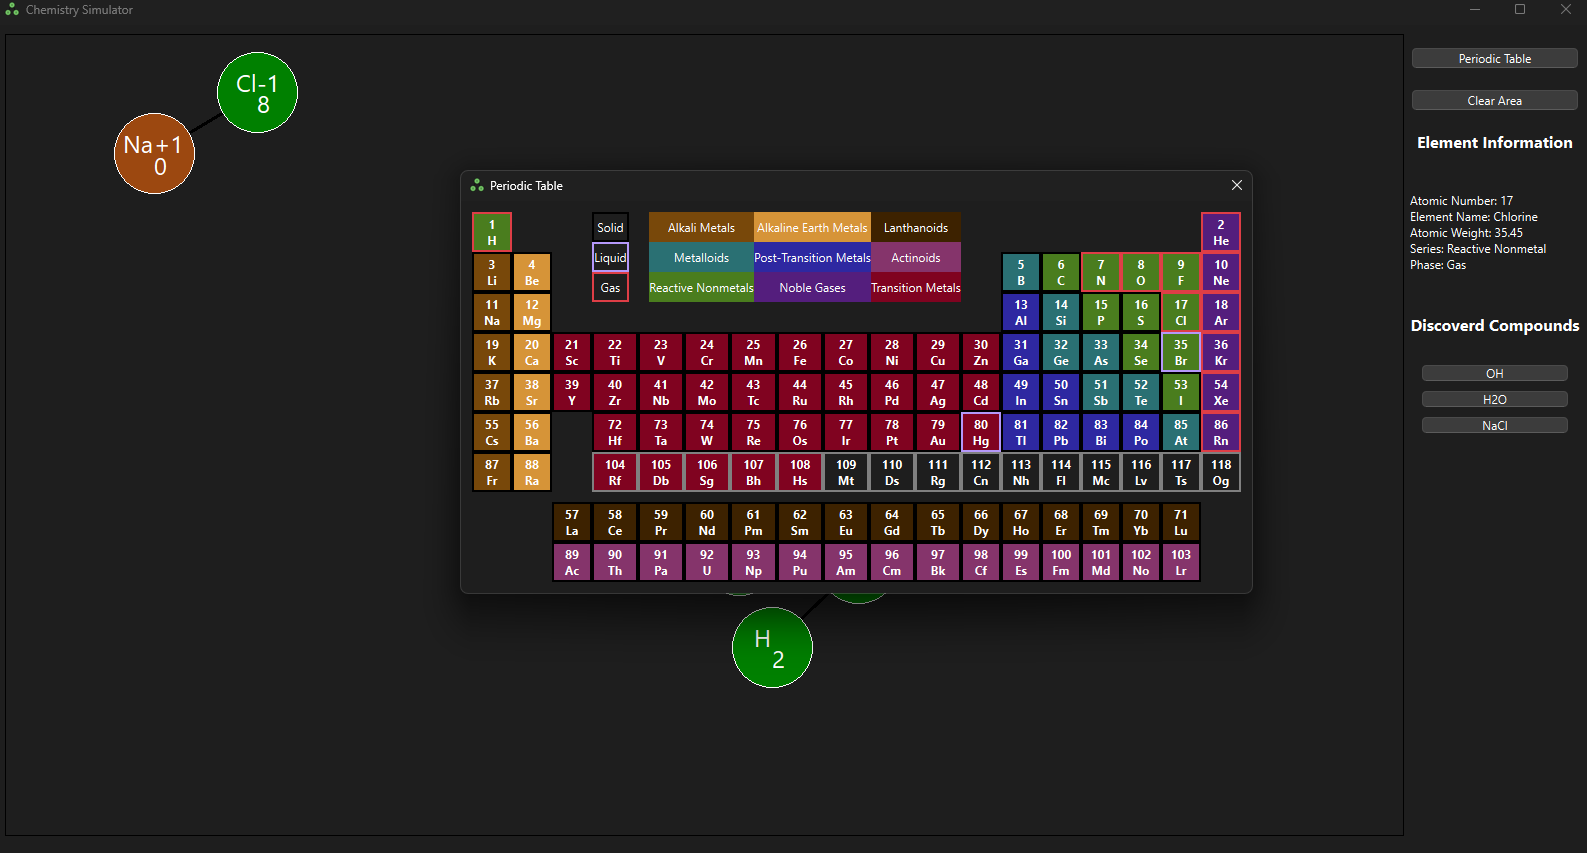 Chemistry Simulator
Cl-1
8
Na+1
0
Periodic Table
Clear Area
Element Information
Atomic Number: 17
Element Name: Chlorine
Atomic Weight: 35.45
Series: Reactive Nonmetal
Phase: Gas
Discoverd Compounds
OH
H2O
NaCl
Periodic Table
Solid
Liquid
Gas
Alkali Metals Alkaline Earth Metals Lanthanoids
Metalloids Post-Transition Metals Actinoids
Reactive Nonmetals Noble Gases Transition Metals
1 2
H He
3 4 5 6 7 8 9 10
Li Be B C N O F Ne
11 12 13 14 15 16 17 18
Na Mg Al Si P S Cl Ar
19 20 21 22 23 24 25 26 27 28 29 30 31 32 33 34 35 36
K Ca Sc Ti V Cr Mn Fe Co Ni Cu Zn Ga Ge As Se Br Kr
37 38 39 40 41 42 43 44 45 46 47 48 49 50 51 52 53 54
Rb Sr Y Zr Nb Mo Tc Ru Rh Pd Ag Cd In Sn Sb Te I Xe
55 56 72 73 74 75 76 77 78 79 80 81 82 83 84 85 86
Cs Ba Hf Ta W Re Os Ir Pt Au Hg Tl Pb Bi Po At Rn
87 88 104 105 106 107 108 109 110 111 112 113 114 115 116 117 118
Fr Ra Rf Db Sg Bh Hs Mt Ds Rg Cn Nh Fl Mc Lv Ts Og
57 58 59 60 61 62 63 64 65 66 67 68 69 70 71
La Ce Pr Nd Pm Sm Eu Gd Tb Dy Ho Er Tm Yb Lu
89 90 91 92 93 94 95 96 97 98 99 100 101 102 103
Ac Th Pa U Np Pu Am Cm Bk Cf Es Fm Md No Lr
H
2